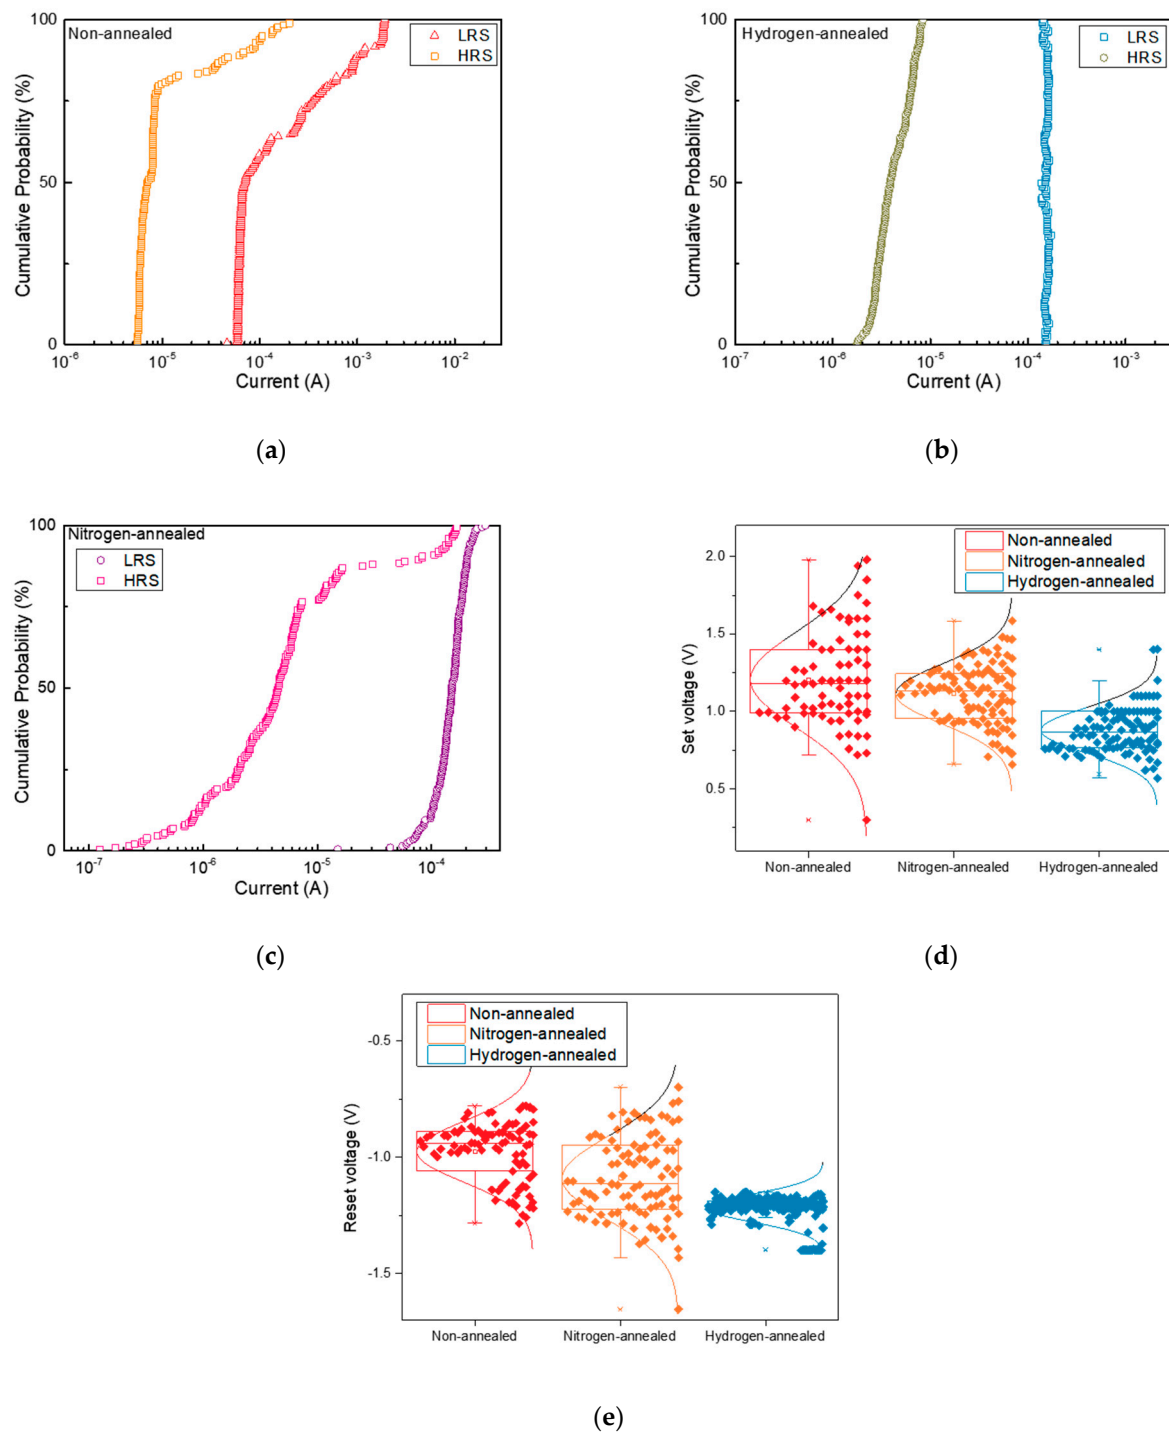 Non-annealed
LRS
HRS
Cumulative Probability (%)
100
50
0
10⁻⁶
10⁻⁵
10⁻⁴
10⁻³
10⁻²
Current (A)
(a)
Hydrogen-annealed
LRS
HRS
Cumulative Probability (%)
100
50
0
10⁻⁷
10⁻⁶
10⁻⁵
10⁻⁴
10⁻³
Current (A)
(b)
Nitrogen-annealed
LRS
HRS
Cumulative Probability (%)
100
50
0
10⁻⁷
10⁻⁶
10⁻⁵
10⁻⁴
Current (A)
(c)
Non-annealed
Nitrogen-annealed
Hydrogen-annealed
Set voltage (V)
2.0
1.5
1.0
0.5
Non-annealed
Nitrogen-annealed
Hydrogen-annealed
(d)
Non-annealed
Nitrogen-annealed
Hydrogen-annealed
Reset voltage (V)
-0.5
-1.0
-1.5
Non-annealed
Nitrogen-annealed
Hydrogen-annealed
(e)